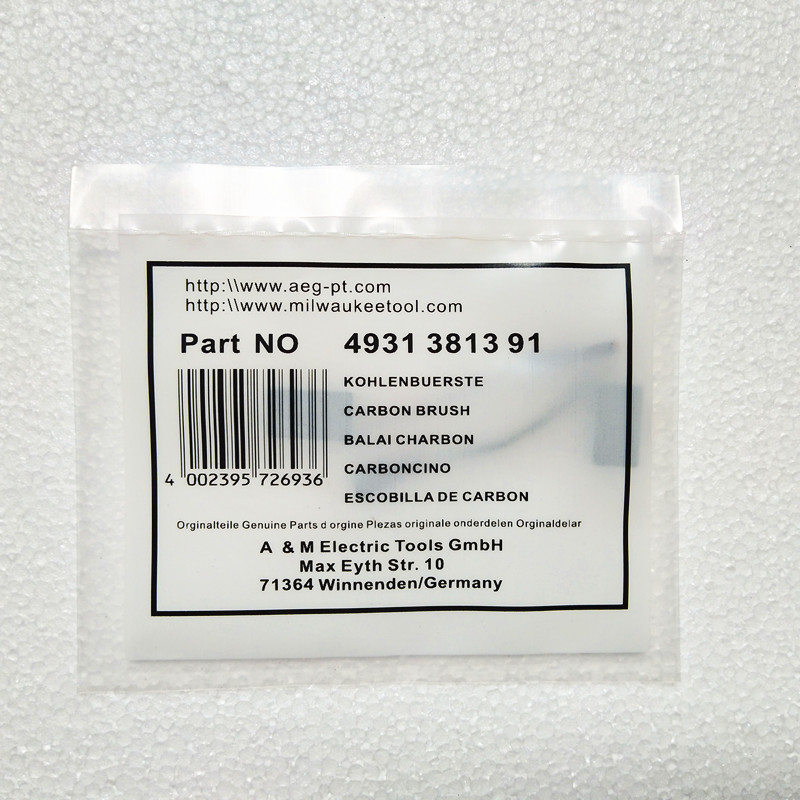 http:\\www.aeg-pt.com
http:\\www.milwaukeetool.com
Part NO 4931 3813 91
KOHLENBUERSTE
CARBON BRUSH
BALAI CHARBON
CARBONCINO
ESCOBILLA DE CARBON
4 002395 726936
Orginalteile Genuine Parts d orgine Plezas originale onderdelen Orginaldelar
A & M Electric Tools GmbH
Max Eyth Str. 10
71364 Winnenden/Germany